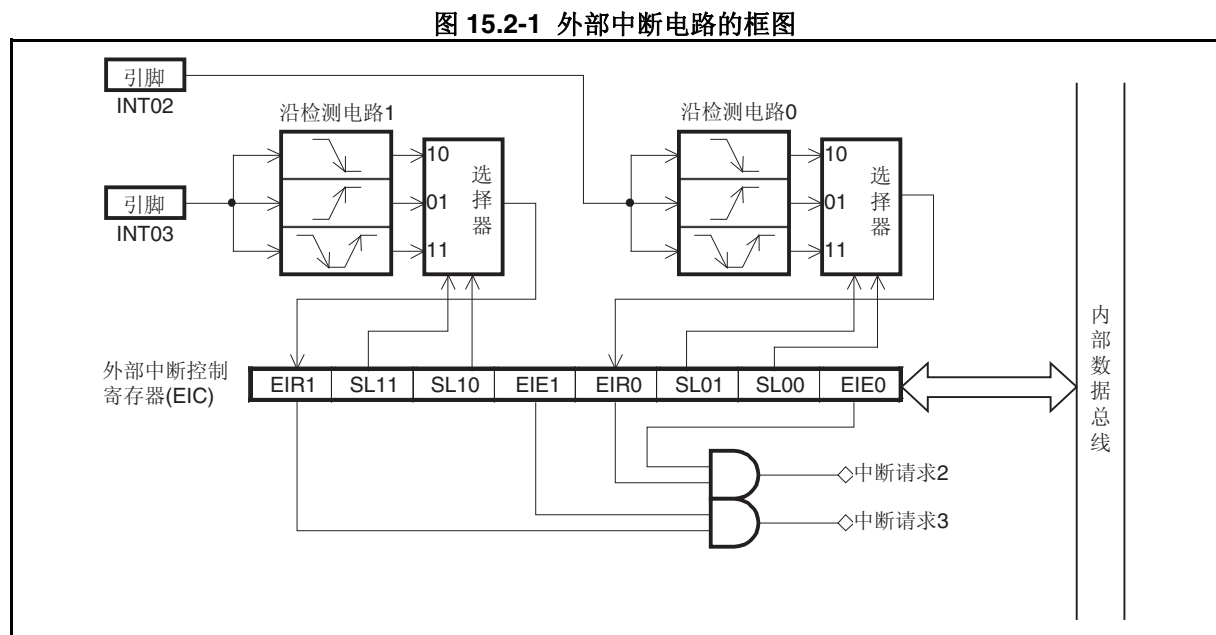 图 15.2-1 外部中断电路的框图
引脚
INT02
沿检测电路1
沿检测电路0
10
01
11
选择器
10
01
11
选择器
引脚
INT03
外部中断控制
寄存器(EIC)
EIR1 SL11 SL10 EIE1 EIR0 SL01 SL00 EIE0
内部数据总线
中断请求2
中断请求3